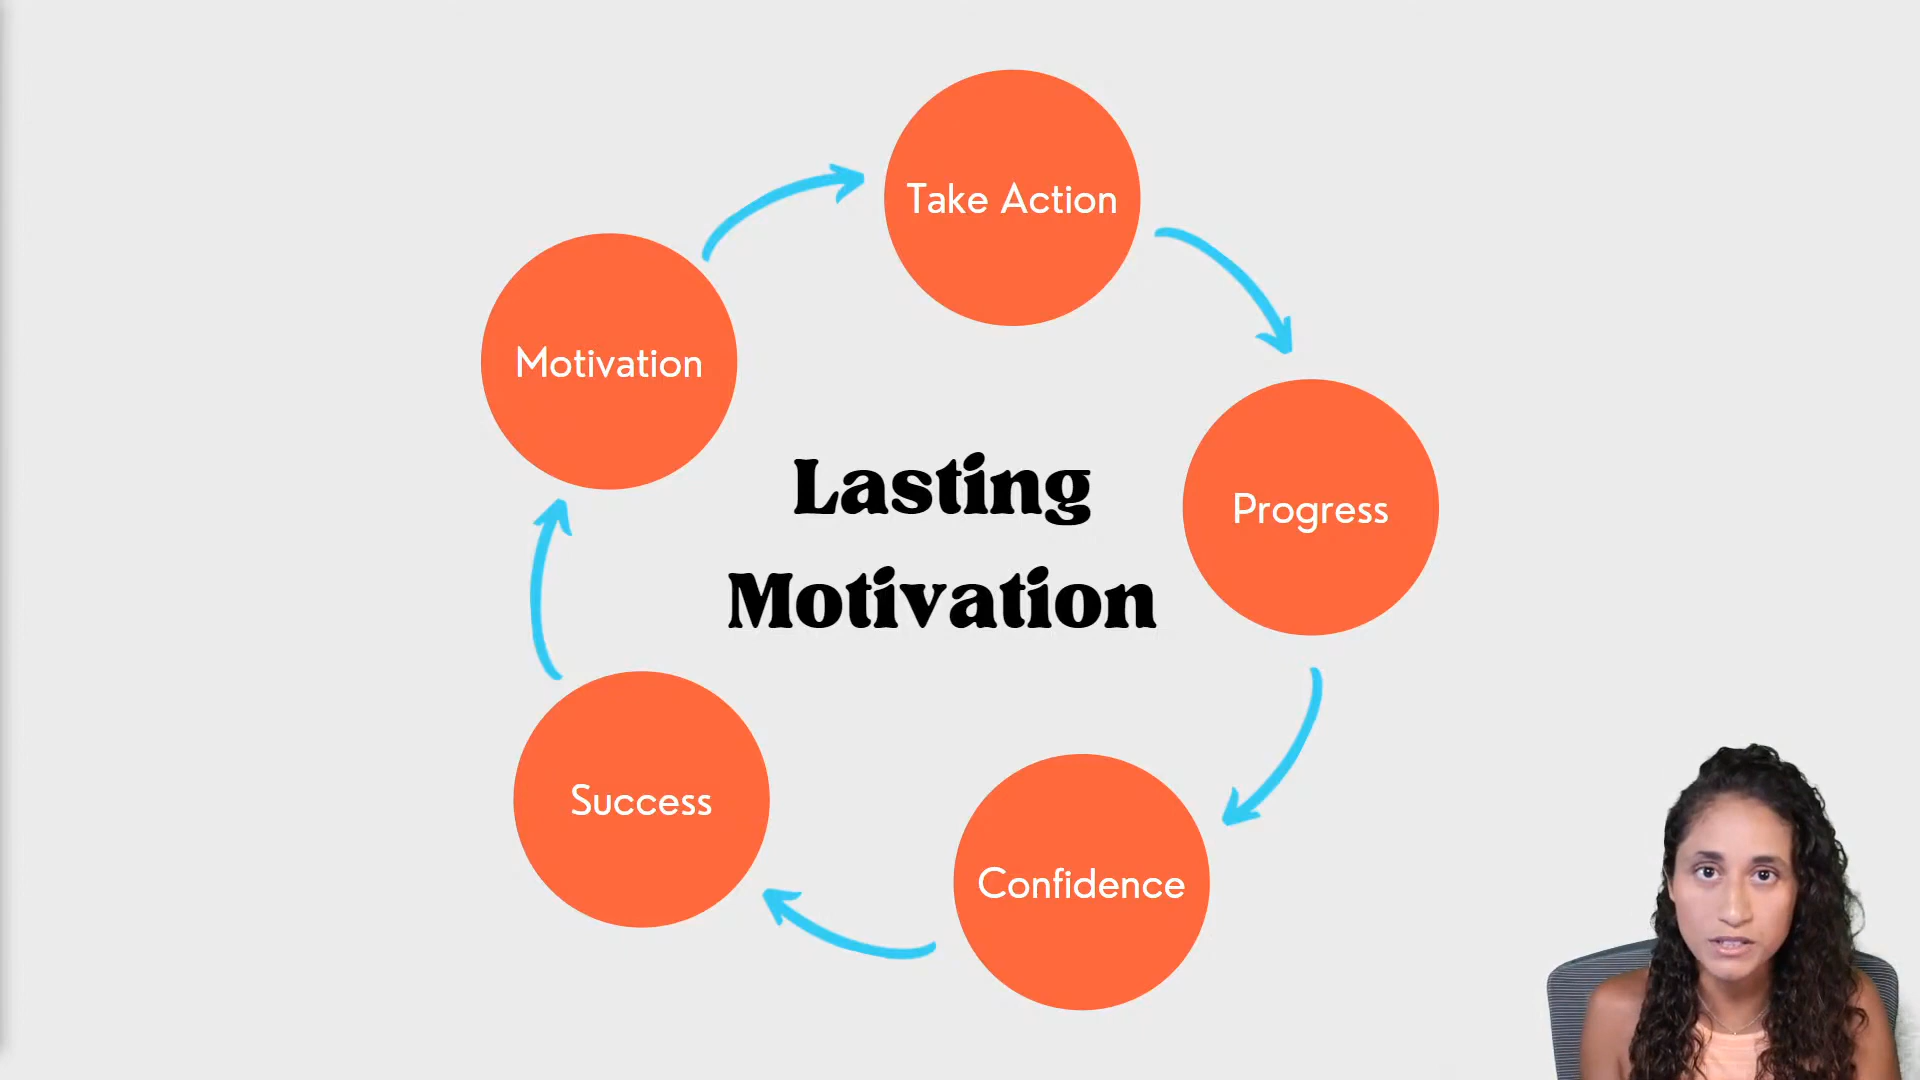 Take Action
Motivation
Progress
Lasting
Motivation
Success
Confidence